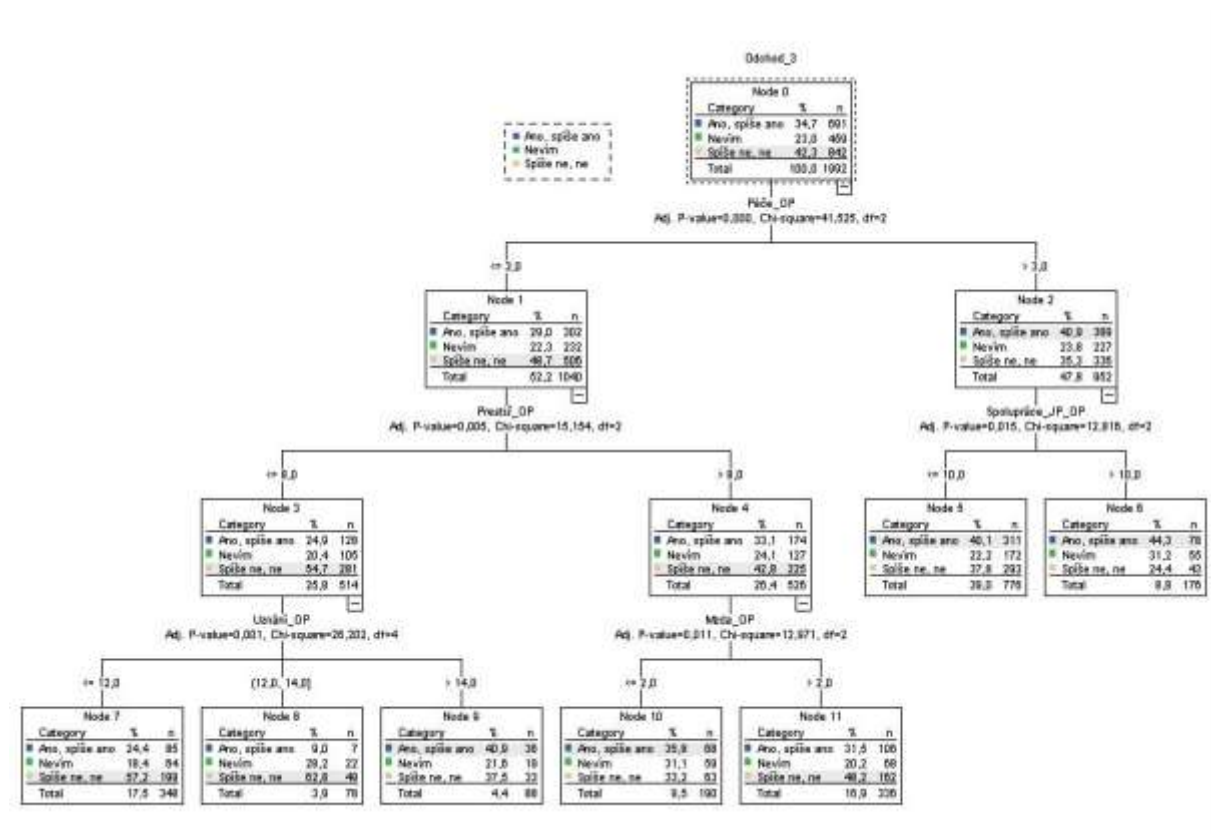 Odchod_3
Node 0
Category % n
Ano, spíše ano 34,7 691
Nevím 23,0 459
Spíše ne, ne 42,3 842
Total 100,0 1992
Ano, spíše ano
Nevím
Spíše ne, ne
Péče_OP
Adj. P-value=0,000, Chi-square=41,525, df=2
<= 3,0
> 3,0
Node 1
Category % n
Ano, spíše ano 29,0 302
Nevím 22,3 232
Spíše ne, ne 48,7 506
Total 52,2 1040
Node 2
Category % n
Ano, spíše ano 40,9 389
Nevím 23,8 227
Spíše ne, ne 35,3 336
Total 47,8 952
Prestiž_OP
Adj. P-value=0,005, Chi-square=15,154, df=2
Spolupráce_JP_OP
Adj. P-value=0,015, Chi-square=12,816, df=2
<= 10,0
> 10,0
Node 3
Category % n
Ano, spíše ano 24,9 128
Nevím 20,4 105
Spíše ne, ne 54,7 281
Total 25,8 514
Node 4
Category % n
Ano, spíše ano 33,1 174
Nevím 24,1 127
Spíše ne, ne 42,8 225
Total 26,4 526
Node 5
Category % n
Ano, spíše ano 40,1 311
Nevím 22,2 172
Spíše ne, ne 37,8 293
Total 39,0 776
Node 6
Category % n
Ano, spíše ano 44,3 78
Nevím 31,2 55
Spíše ne, ne 24,4 43
Total 8,8 176
Uznání_OP
Adj. P-value=0,001, Chi-square=26,202, df=4
Mzda_OP
Adj. P-value=0,011, Chi-square=12,971, df=2
<= 12,0
(12,0, 14,0]
> 14,0
<= 2,0
> 2,0
Node 7
Category % n
Ano, spíše ano 24,4 85
Nevím 18,4 64
Spíše ne, ne 57,2 199
Total 17,5 348
Node 8
Category % n
Ano, spíše ano 9,0 7
Nevím 28,2 22
Spíše ne, ne 62,8 49
Total 3,9 78
Node 9
Category % n
Ano, spíše ano 40,9 36
Nevím 21,6 19
Spíše ne, ne 37,5 33
Total 4,4 88
Node 10
Category % n
Ano, spíše ano 35,8 68
Nevím 31,1 59
Spíše ne, ne 33,2 63
Total 9,5 190
Node 11
Category % n
Ano, spíše ano 31,5 106
Nevím 20,2 68
Spíše ne, ne 48,2 162
Total 16,9 336